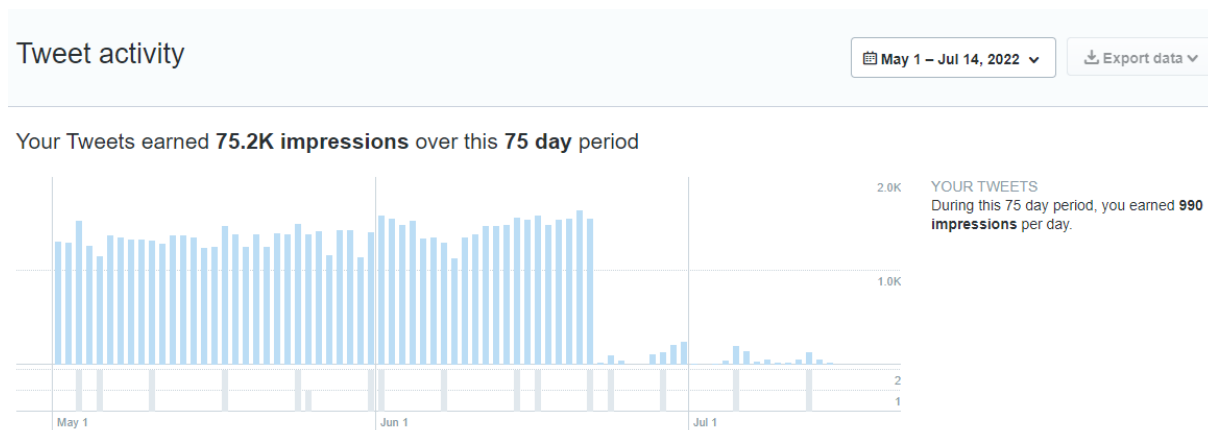 Tweet activity
May 1 – Jul 14, 2022
Export data
Your Tweets earned 75.2K impressions over this 75 day period
2.0K
YOUR TWEETS
During this 75 day period, you earned 990
impressions per day.
1.0K
2
1
May 1
Jun 1
Jul 1